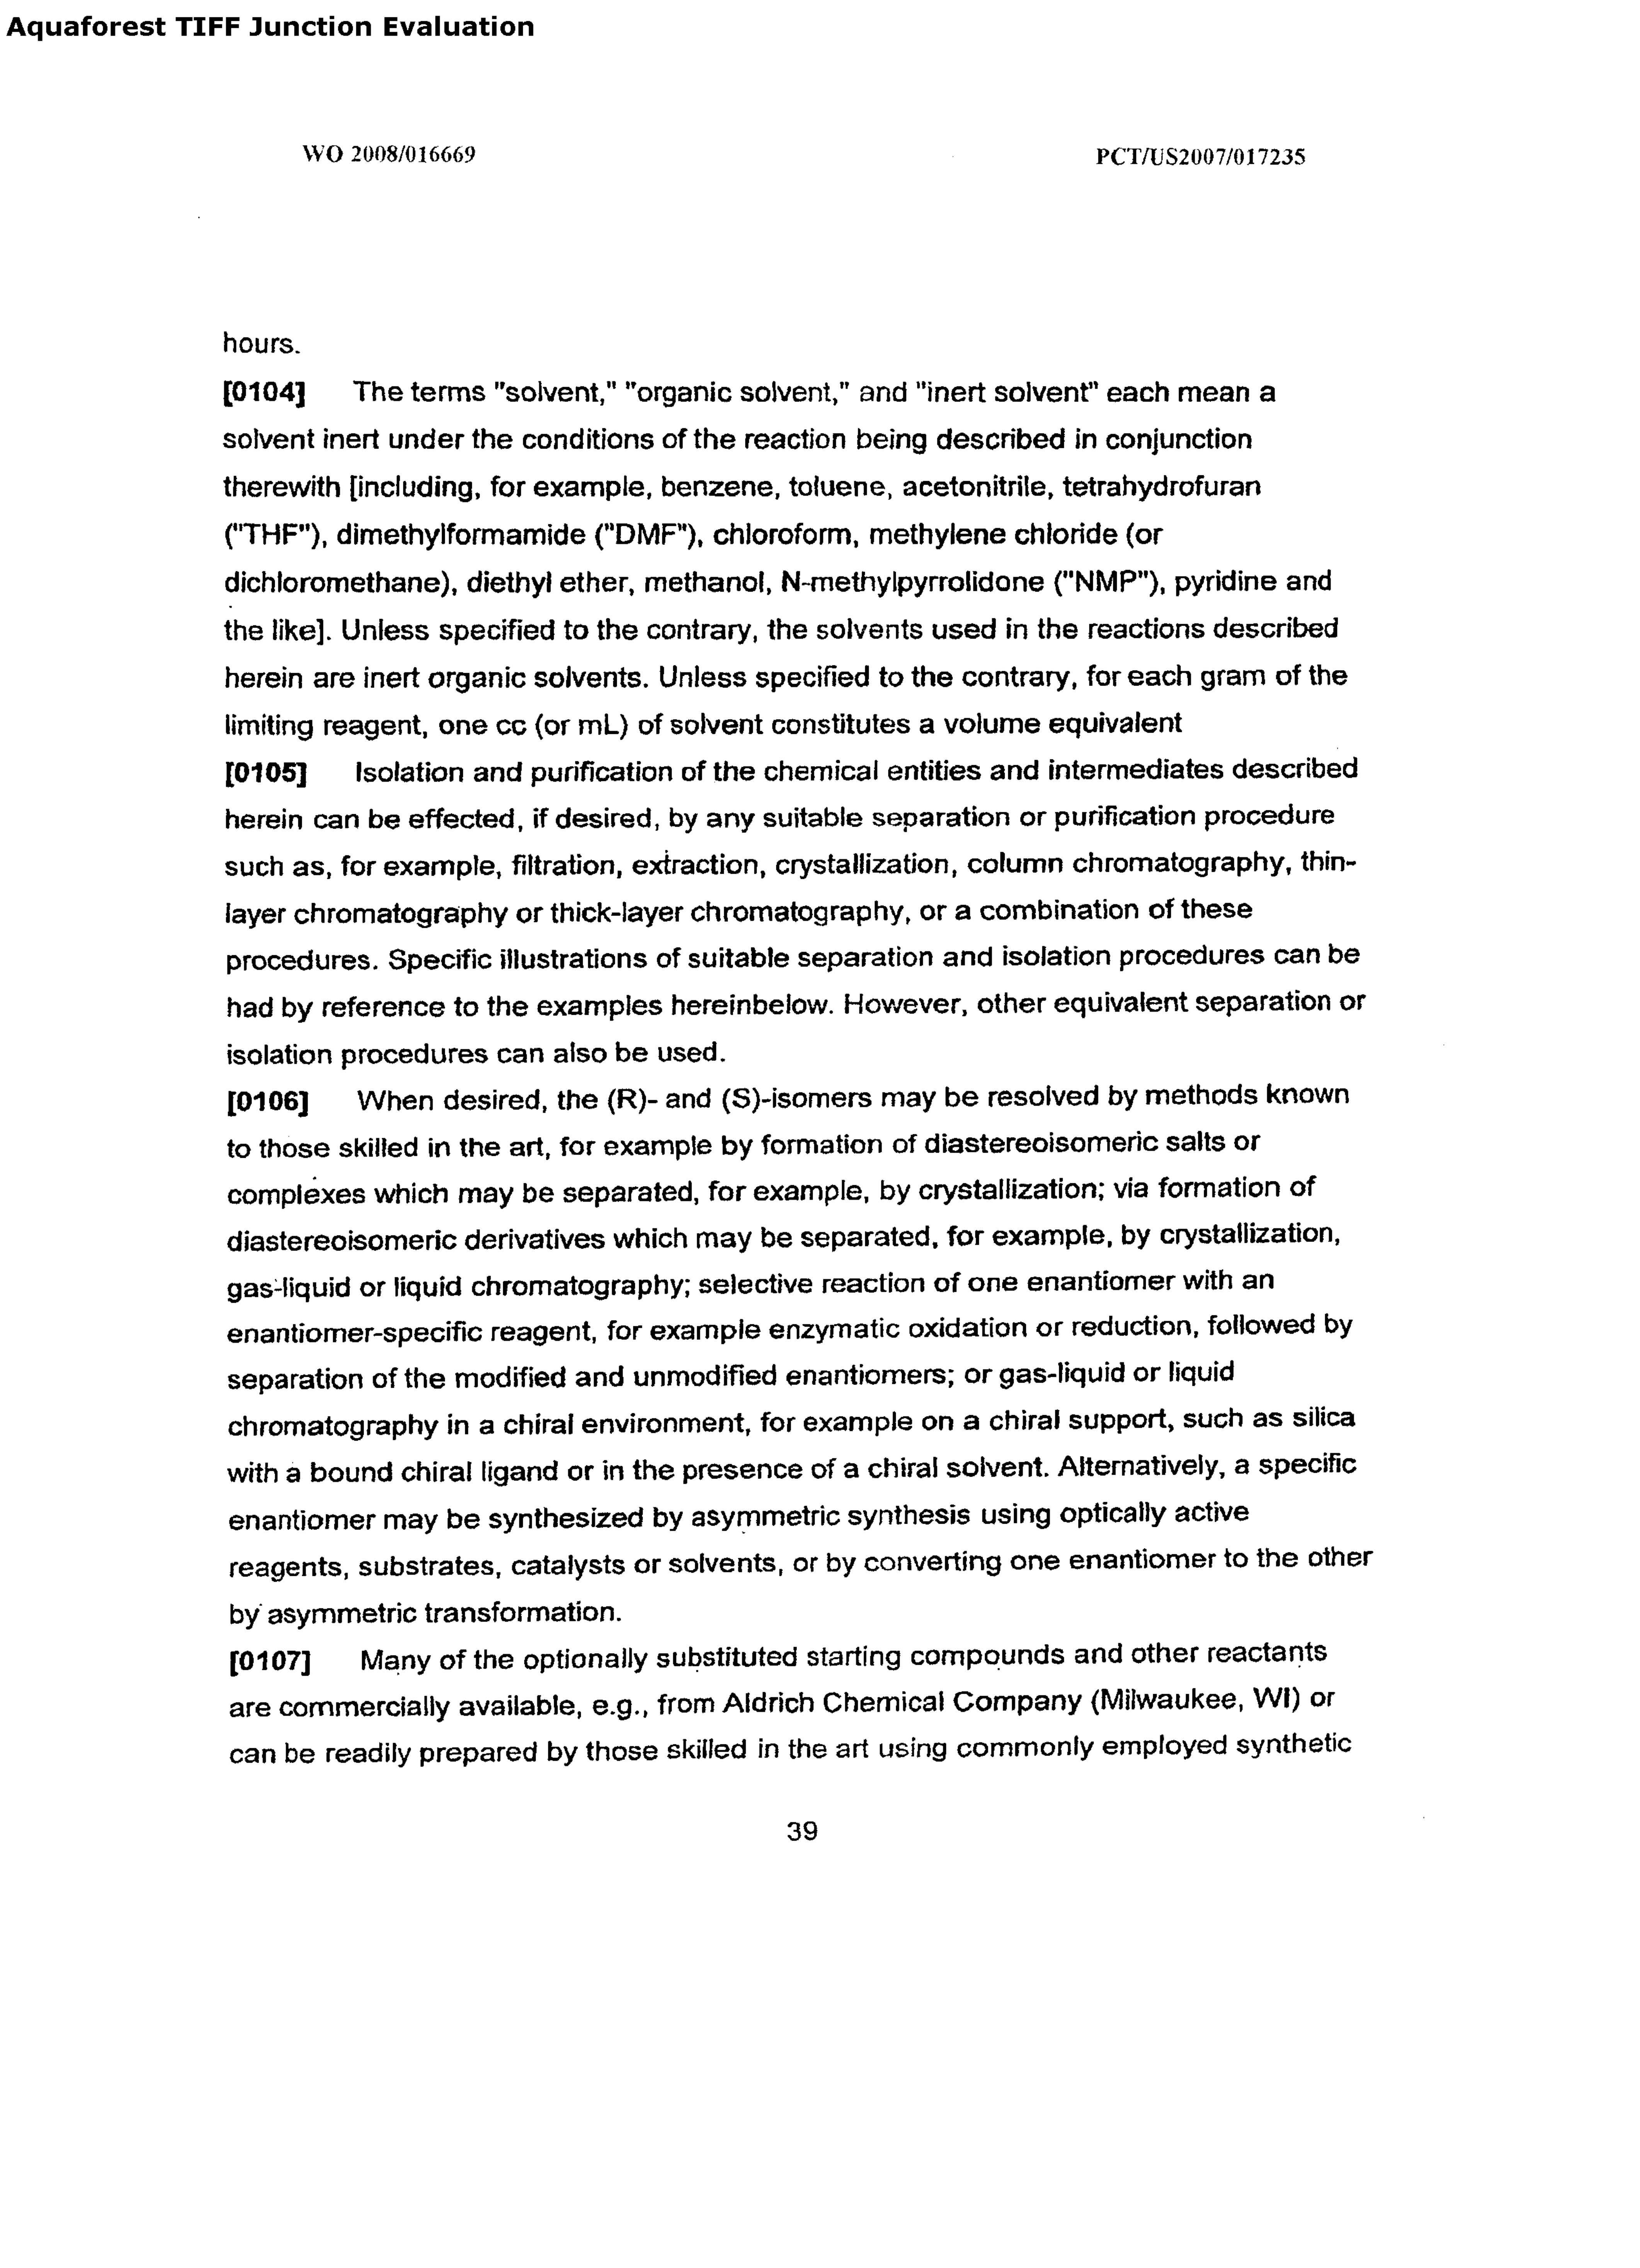 Aquaforest TIFF Junction Evaluation
WO 2008/016669 PCT/US2007/017235
hours.
[0104] The terms "solvent," "organic solvent," and "inert solvent" each mean a
solvent inert under the conditions of the reaction being described in conjunction
therewith [including, for example, benzene, toluene, acetonitrile, tetrahydrofuran
("THF"), dimethylformamide ("DMF"), chloroform, methylene chloride (or
dichloromethane), diethyl ether, methanol, N-methylpyrrolidone ("NMP"), pyridine and
the like]. Unless specified to the contrary, the solvents used in the reactions described
herein are inert organic solvents. Unless specified to the contrary, for each gram of the
limiting reagent, one cc (or mL) of solvent constitutes a volume equivalent
[0105] Isolation and purification of the chemical entities and intermediates described
herein can be effected, if desired, by any suitable separation or purification procedure
such as, for example, filtration, extraction, crystallization, column chromatography, thin-
layer chromatography or thick-layer chromatography, or a combination of these
procedures. Specific illustrations of suitable separation and isolation procedures can be
had by reference to the examples hereinbelow. However, other equivalent separation or
isolation procedures can also be used.
[0106] When desired, the (R)- and (S)-isomers may be resolved by methods known
to those skilled in the art, for example by formation of diastereoisomeric salts or
complexes which may be separated, for example, by crystallization; via formation of
diastereoisomeric derivatives which may be separated, for example, by crystallization,
gas-liquid or liquid chromatography; selective reaction of one enantiomer with an
enantiomer-specific reagent, for example enzymatic oxidation or reduction, followed by
separation of the modified and unmodified enantiomers; or gas-liquid or liquid
chromatography in a chiral environment, for example on a chiral support, such as silica
with a bound chiral ligand or in the presence of a chiral solvent. Alternatively, a specific
enantiomer may be synthesized by asymmetric synthesis using optically active
reagents, substrates, catalysts or solvents, or by converting one enantiomer to the other
by asymmetric transformation.
[0107] Many of the optionally substituted starting compounds and other reactants
are commercially available, e.g., from Aldrich Chemical Company (Milwaukee, WI) or
can be readily prepared by those skilled in the art using commonly employed synthetic
39